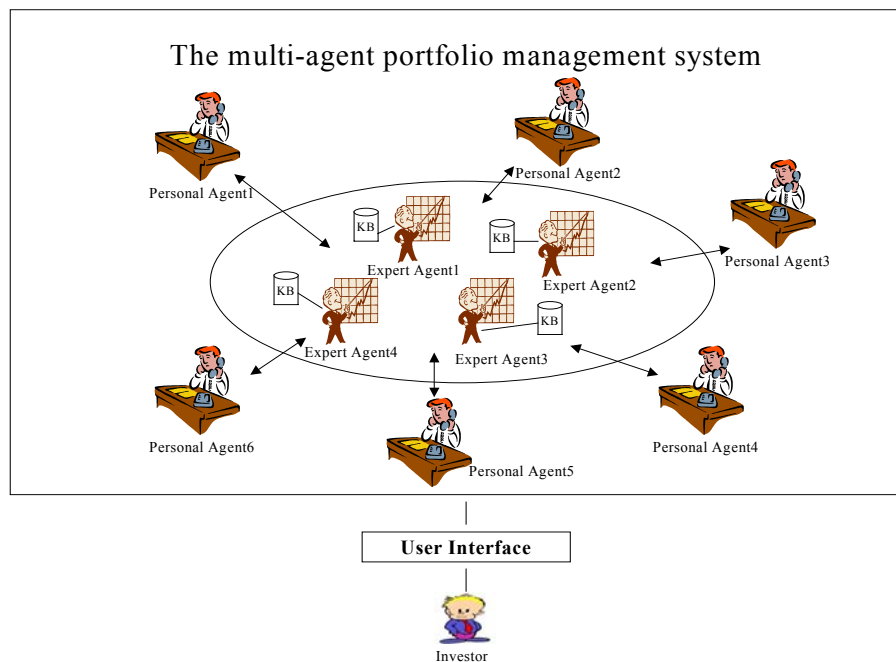 The multi-agent portfolio management system
Personal Agent1
Personal Agent2
Personal Agent3
KB
Expert Agent1
KB
Expert Agent2
KB
Expert Agent4
KB
Expert Agent3
Personal Agent6
Personal Agent5
Personal Agent4
User Interface
Investor